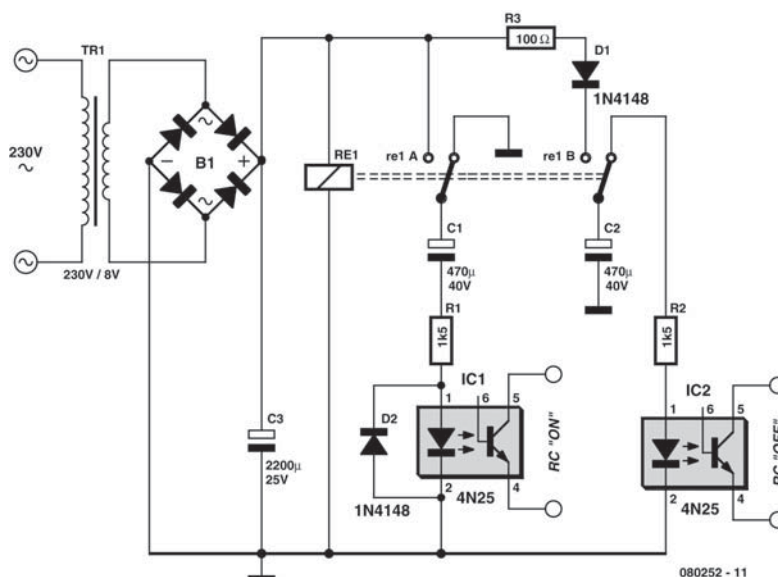 TR1
230V
~
230V / 8V
~
−
B1
+
~
C3
2200µ
25V
RE1
R3
100 Ω
D1
1N4148
re1 A
re1 B
C1
470µ
40V
C2
470µ
40V
R1
1k5
R2
1k5
D2
1N4148
IC1
1
6
5
2
4
4N25
RC "ON"
IC2
1
6
5
2
4
4N25
RC "OFF"
080252 - 11